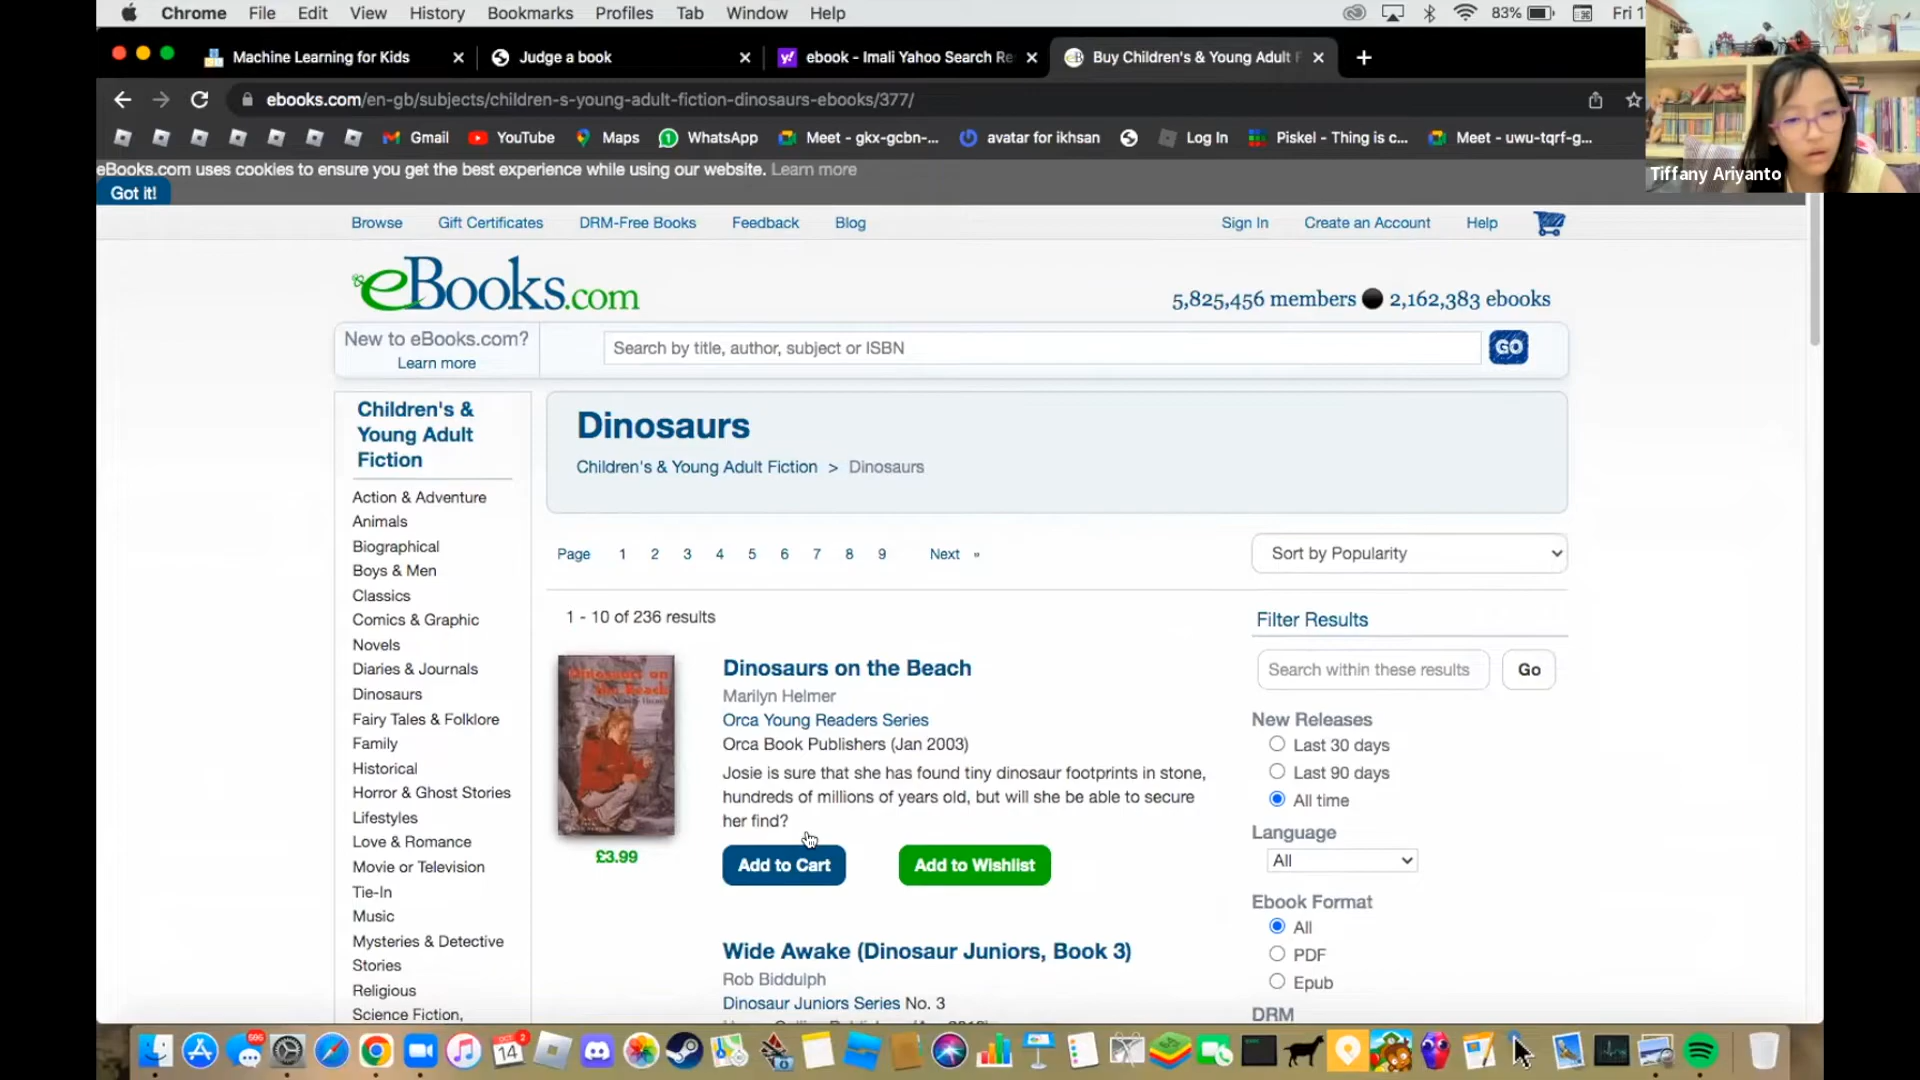 Chrome File Edit View History Bookmarks Profiles Tab Window Help 83% Fri 1
Machine Learning for Kids Judge a book ebook - Imali Yahoo Search Re Buy Children's & Young Adult F
ebooks.com/en-gb/subjects/children-s-young-adult-fiction-dinosaurs-ebooks/377/
Gmail YouTube Maps WhatsApp Meet - gkx-gcbn-... avatar for ikhsan Log In Piskel - Thing is c... Meet - uwu-tqrf-g...
Tiffany Ariyanto
eBooks.com uses cookies to ensure you get the best experience while using our website. Learn more
Got it!
Browse Gift Certificates DRM-Free Books Feedback Blog Sign In Create an Account Help
eBooks.com
5,825,456 members 2,162,383 ebooks
New to eBooks.com?
Learn more
Search by title, author, subject or ISBN GO
Children's &
Young Adult
Fiction
Action & Adventure
Animals
Biographical
Boys & Men
Classics
Comics & Graphic
Novels
Diaries & Journals
Dinosaurs
Fairy Tales & Folklore
Family
Historical
Horror & Ghost Stories
Lifestyles
Love & Romance
Movie or Television
Tie-In
Music
Mysteries & Detective
Stories
Religious
Science Fiction,
Dinosaurs
Children's & Young Adult Fiction > Dinosaurs
Page 1 2 3 4 5 6 7 8 9 Next »
Sort by Popularity
1 - 10 of 236 results
Dinosaurs on
the Beach
£3.99
Dinosaurs on the Beach
Marilyn Helmer
Orca Young Readers Series
Orca Book Publishers (Jan 2003)
Josie is sure that she has found tiny dinosaur footprints in stone,
hundreds of millions of years old, but will she be able to secure
her find?
Add to Cart Add to Wishlist
Wide Awake (Dinosaur Juniors, Book 3)
Rob Biddulph
Dinosaur Juniors Series No. 3
Filter Results
Search within these results Go
New Releases
Last 30 days
Last 90 days
All time
Language
All
Ebook Format
All
PDF
Epub
DRM